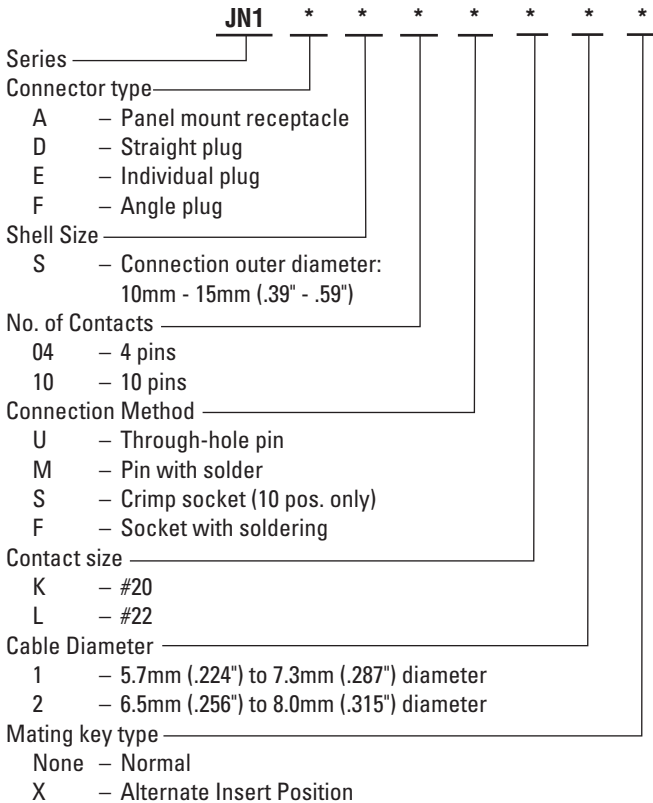 JN1 * * * * * * *
Series
Connector type
A – Panel mount receptacle
D – Straight plug
E – Individual plug
F – Angle plug
Shell Size
S – Connection outer diameter:
10mm - 15mm (.39" - .59")
No. of Contacts
04 – 4 pins
10 – 10 pins
Connection Method
U – Through-hole pin
M – Pin with solder
S – Crimp socket (10 pos. only)
F – Socket with soldering
Contact size
K – #20
L – #22
Cable Diameter
1 – 5.7mm (.224") to 7.3mm (.287") diameter
2 – 6.5mm (.256") to 8.0mm (.315") diameter
Mating key type
None – Normal
X – Alternate Insert Position